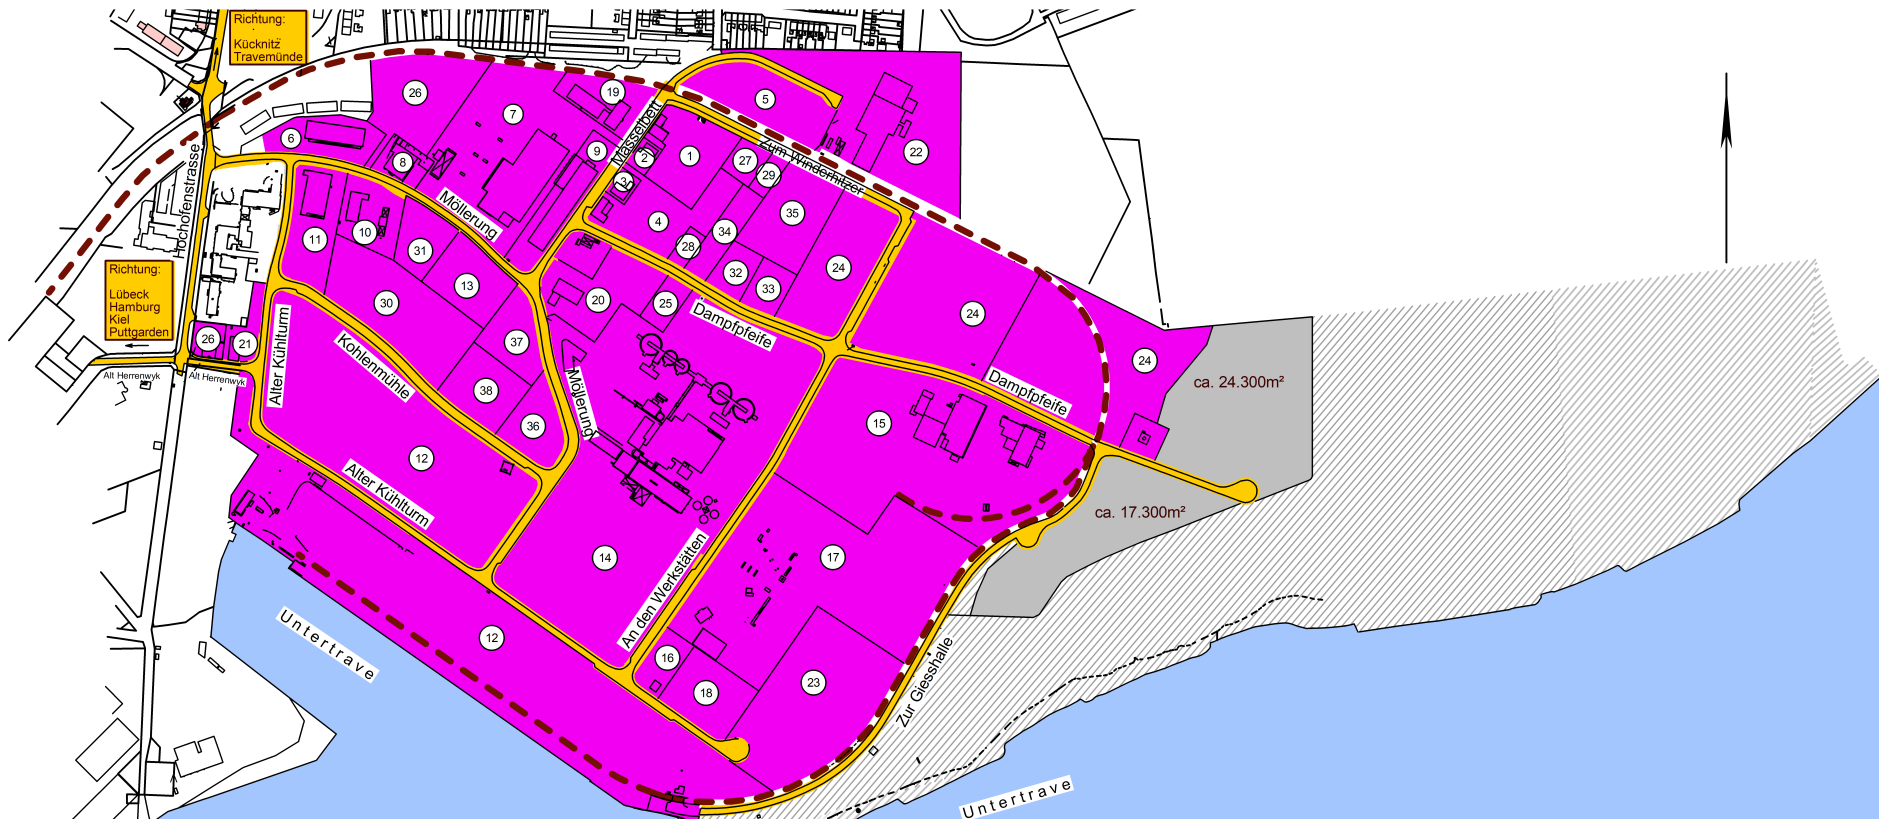 Richtung:
Kücknitz
Travemünde
26
7
19
5
6
8
9
Masselbett
2
1
27
Zum Winderhitzer
29
22
3
Hochofenstrasse
11
10
31
Möllerung
4
34
35
28
32
33
24
13
30
20
25
Dampfpfeife
24
Richtung:
Lübeck
Hamburg
Kiel
Puttgarden
26
21
Alter Kühlturm
Kohlenmühle
37
38
36
Möllerung
Dampfpfeife
24
ca. 24.300m²
Alt Herrenwyk
Alt Herrenwyk
15
12
Alter Kühlturm
ca. 17.300m²
14
An den Werkstätten
17
Untertrave
12
16
18
23
Zur Giesshalle
Untertrave